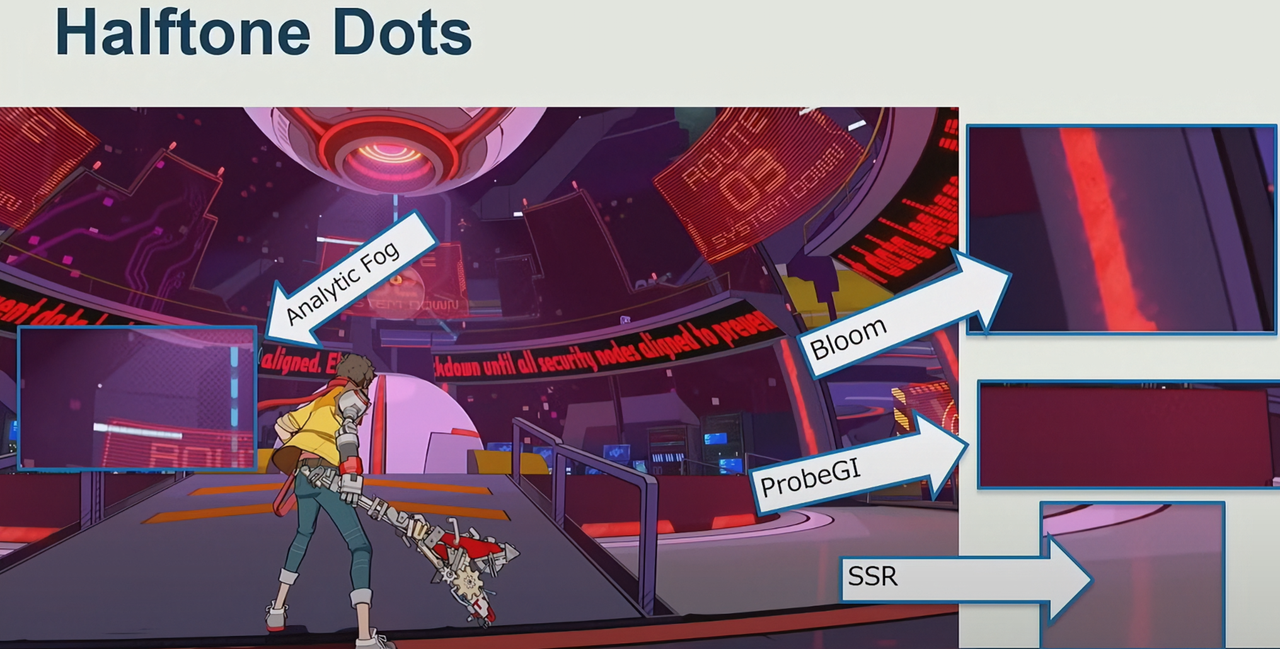 Halftone Dots
ROUTE
03
SYSTEM DOWN!
Analytic Fog
aligned.
kdown until all security nodes aligned to preven
Bloom
ProbeGI
SSR